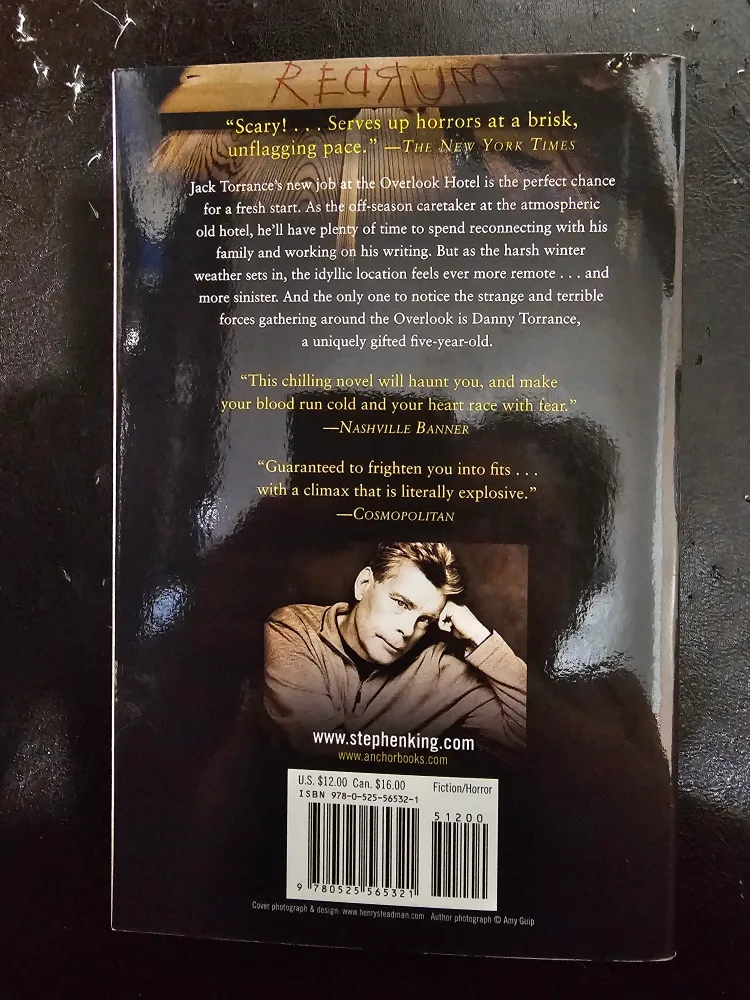 REDRUM
“Scary! . . . Serves up horrors at a brisk,
unflagging pace.” —The New York Times
Jack Torrance’s new job at the Overlook Hotel is the perfect chance
for a fresh start. As the off-season caretaker at the atmospheric
old hotel, he’ll have plenty of time to spend reconnecting with his
family and working on his writing. But as the harsh winter
weather sets in, the idyllic location feels ever more remote . . . and
more sinister. And the only one to notice the strange and terrible
forces gathering around the Overlook is Danny Torrance,
a uniquely gifted five-year-old.
“This chilling novel will haunt you, and make
your blood run cold and your heart race with fear.”
—Nashville Banner
“Guaranteed to frighten you into fits . . .
with a climax that is literally explosive.”
—Cosmopolitan
www.stephenking.com
www.anchorbooks.com
U.S. $12.00 Can. $16.00 Fiction/Horror
ISBN 978-0-525-56532-1
51200
9 780525 565321
Cover photograph & design: www.henrysteadman.com Author photograph © Amy Guip